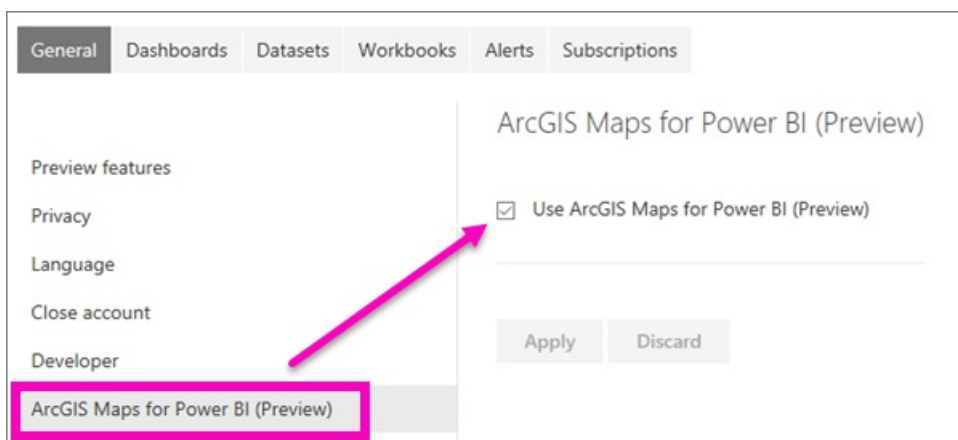 General Dashboards Datasets Workbooks Alerts Subscriptions
Preview features
Privacy
Language
Close account
Developer
ArcGIS Maps for Power BI (Preview)
ArcGIS Maps for Power BI (Preview)
Use ArcGIS Maps for Power BI (Preview)
Apply Discard